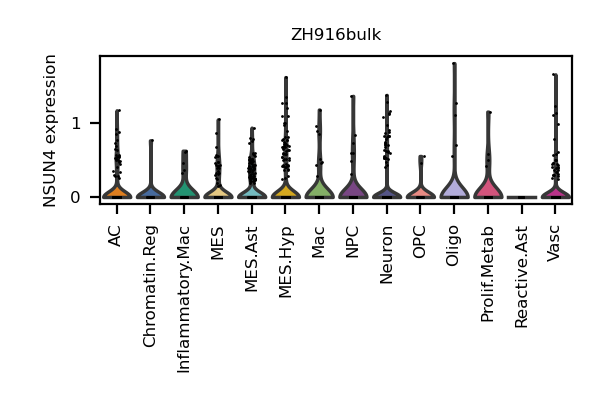 ZH916bulk
NSUN4 expression
1
0
AC
Chromatin.Reg
Inflammatory.Mac
MES
MES.Ast
MES.Hyp
Mac
NPC
Neuron
OPC
Oligo
Prolif.Metab
Reactive.Ast
Vasc